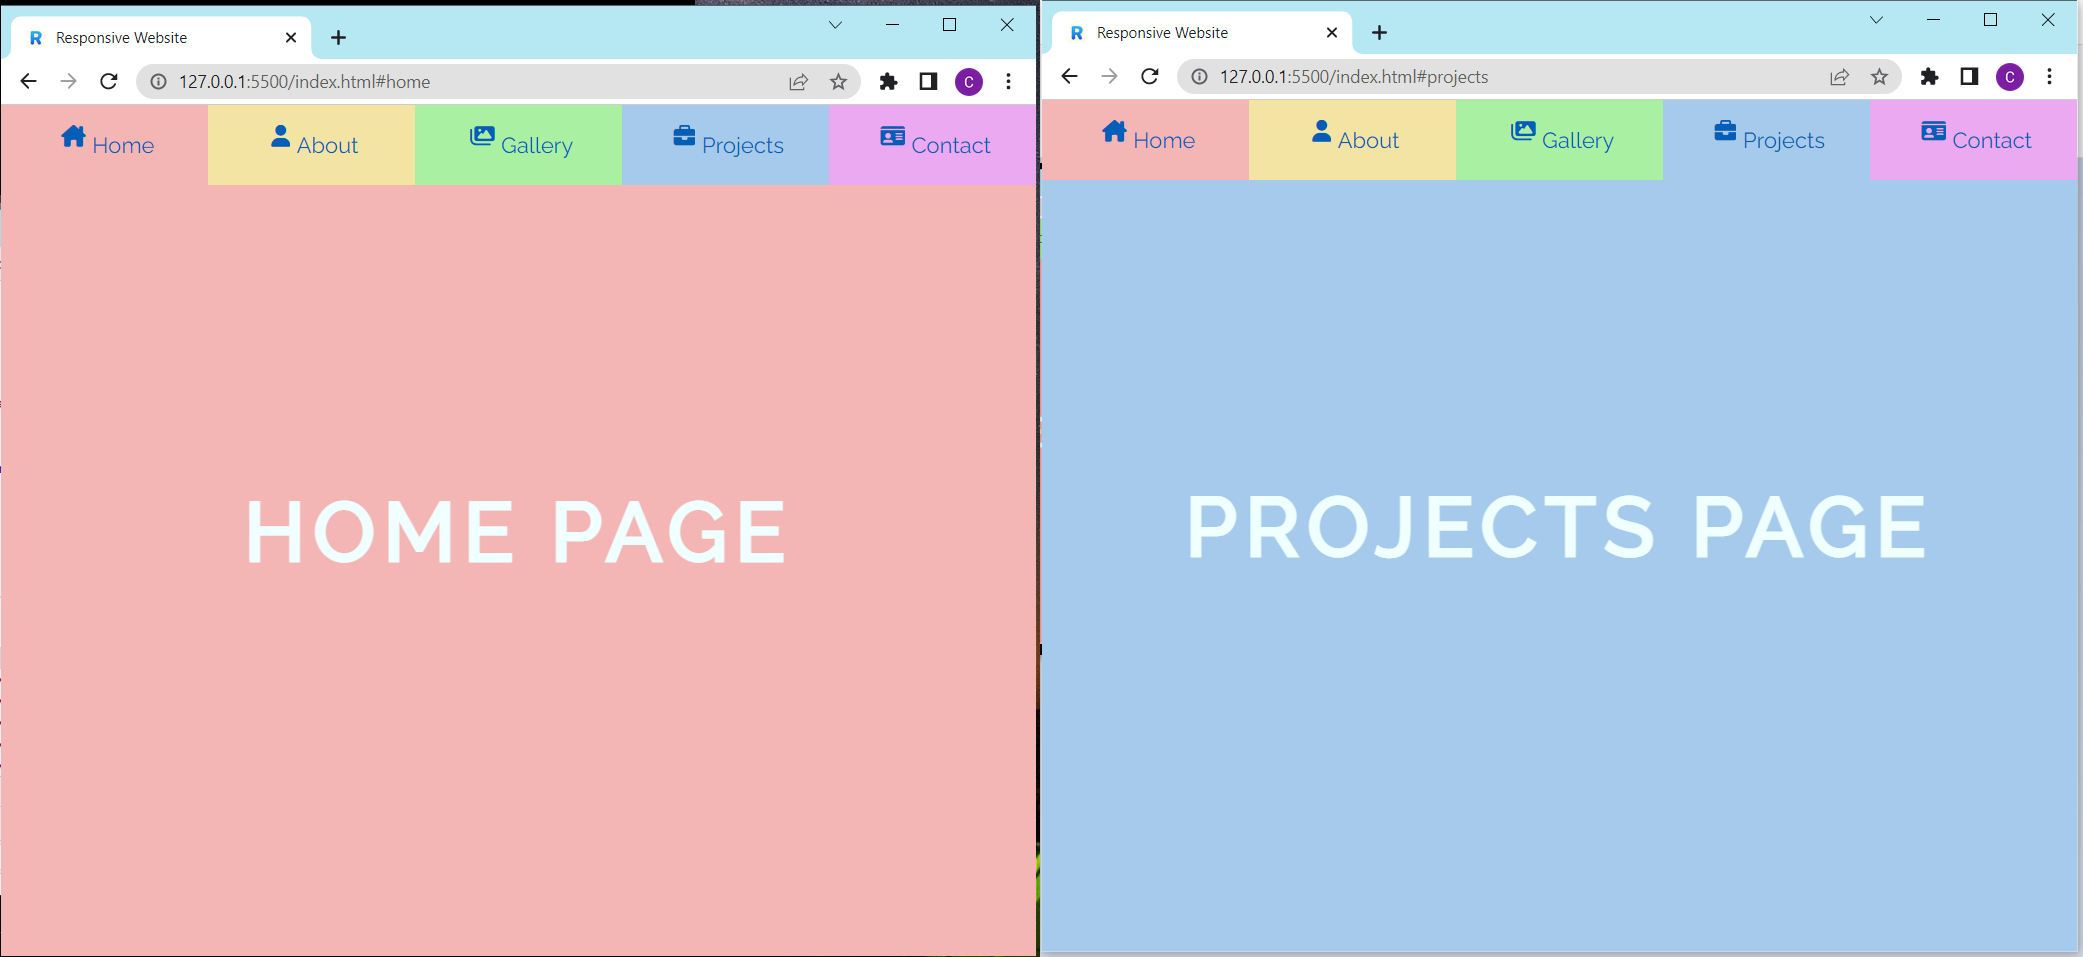 R Responsive Website
127.0.0.1:5500/index.html#home
C
Home About Gallery Projects Contact
HOME PAGE
R Responsive Website
127.0.0.1:5500/index.html#projects
C
Home About Gallery Projects Contact
PROJECTS PAGE